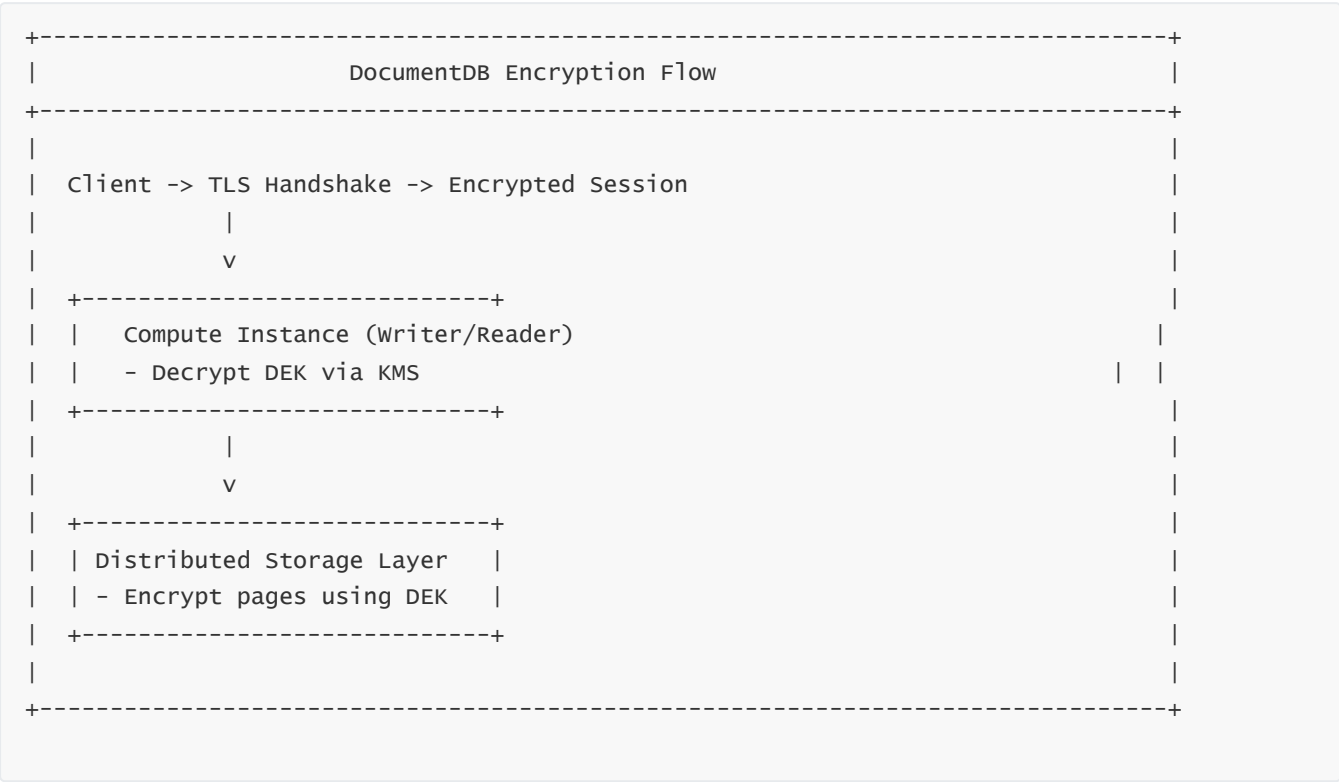 +--------------------------------------------------------------------------------+
|                       DocumentDB Encryption Flow                                |
+--------------------------------------------------------------------------------+
|                                                                                 |
|  Client -> TLS Handshake -> Encrypted Session                                   |
|             |                                                                   |
|             v                                                                   |
|  +-----------------------------+                                                |
|  |   Compute Instance (Writer/Reader)                                          |
|  |   - Decrypt DEK via KMS                                                 |  |
|  +-----------------------------+                                                |
|             |                                                                   |
|             v                                                                   |
|  +-----------------------------+                                                |
|  | Distributed Storage Layer   |                                                |
|  | - Encrypt pages using DEK   |                                                |
|  +-----------------------------+                                                |
|                                                                                 |
+--------------------------------------------------------------------------------+